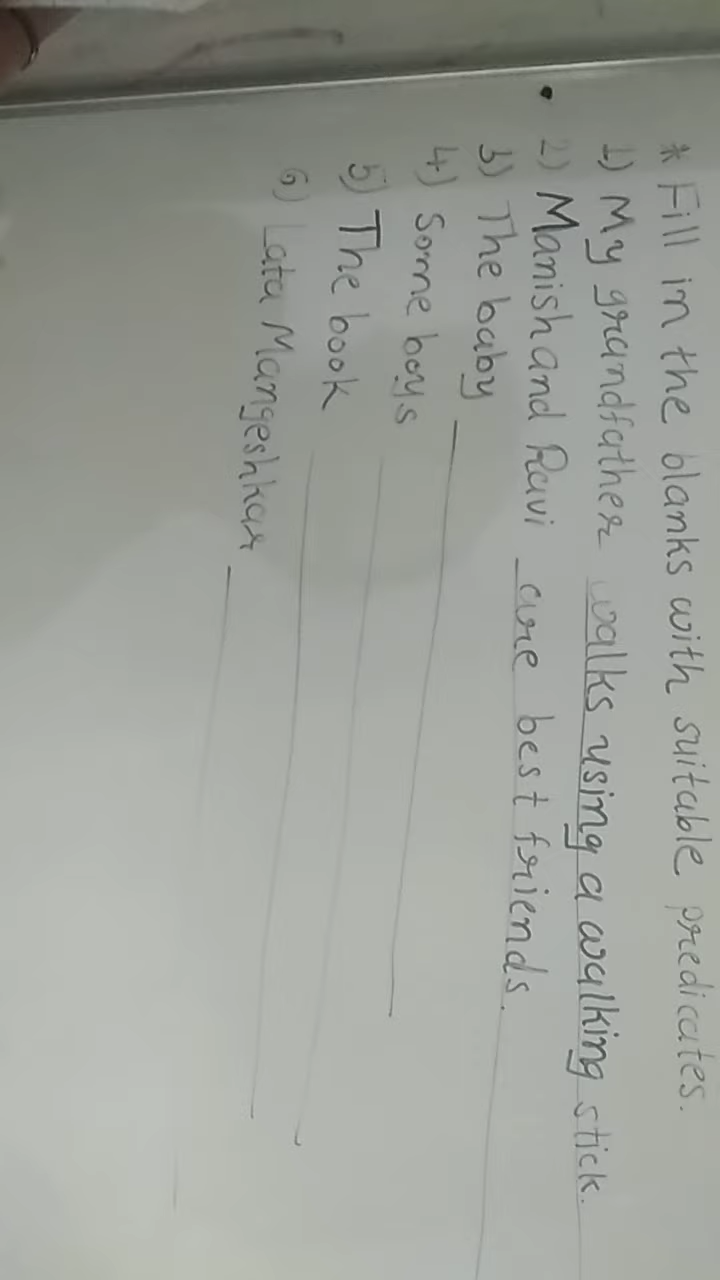 * Fill in the blanks with suitable predicates.
1) My grandfather walks using a walking stick.
2) Manish and Ravi are best friends.
3) The baby
4) Some boys
5) The book
6) Lata Mangeshkar